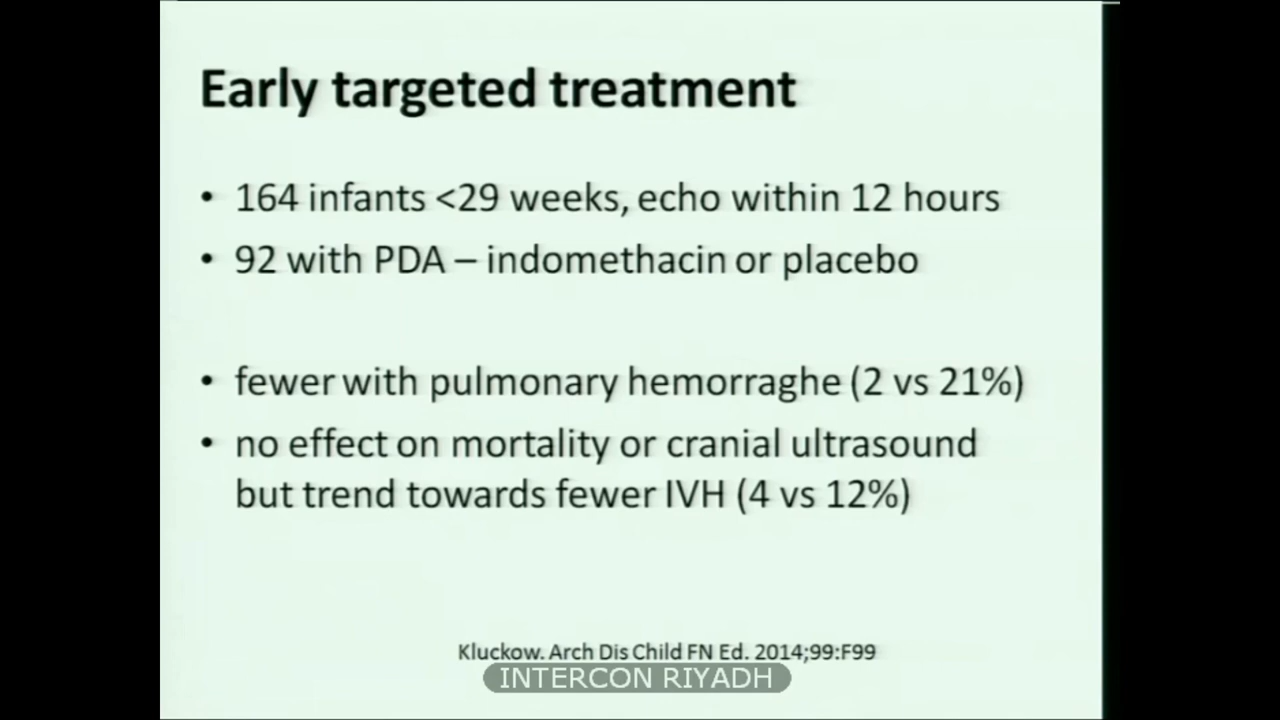 Early targeted treatment
• 164 infants <29 weeks, echo within 12 hours
• 92 with PDA – indomethacin or placebo
• fewer with pulmonary hemorraghe (2 vs 21%)
• no effect on mortality or cranial ultrasound
but trend towards fewer IVH (4 vs 12%)
Kluckow. Arch Dis Child FN Ed. 2014;99:F99
INTERCON RIYADH